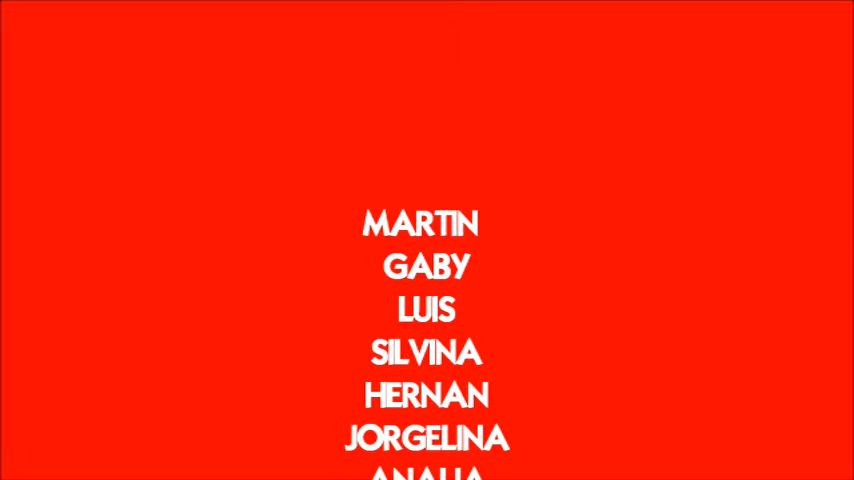 MARTIN
GABY
LUIS
SILVINA
HERNAN
JORGELINA